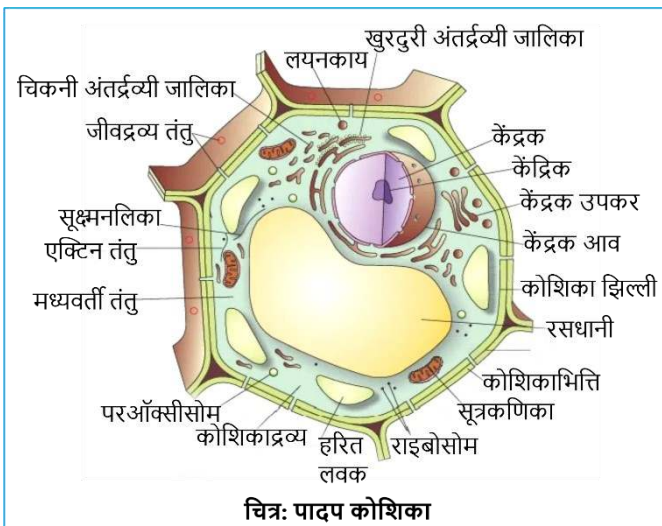 खुरदुरी अंतर्द्रव्यी जालिका
लयनकाय
चिकनी अंतर्द्रव्यी जालिका
जीवद्रव्य तंतु
केंद्रक
केंद्रिक
केंद्रक उपकर
केंद्रक आव
सूक्ष्मनलिका
एक्टिन तंतु
मध्यवर्ती तंतु
कोशिका झिल्ली
रसधानी
कोशिकाभित्ति
सूत्रकणिका
परऑक्सीसोम
कोशिकाद्रव्य
हरित
लवक
राइबोसोम
चित्र: पादप कोशिका